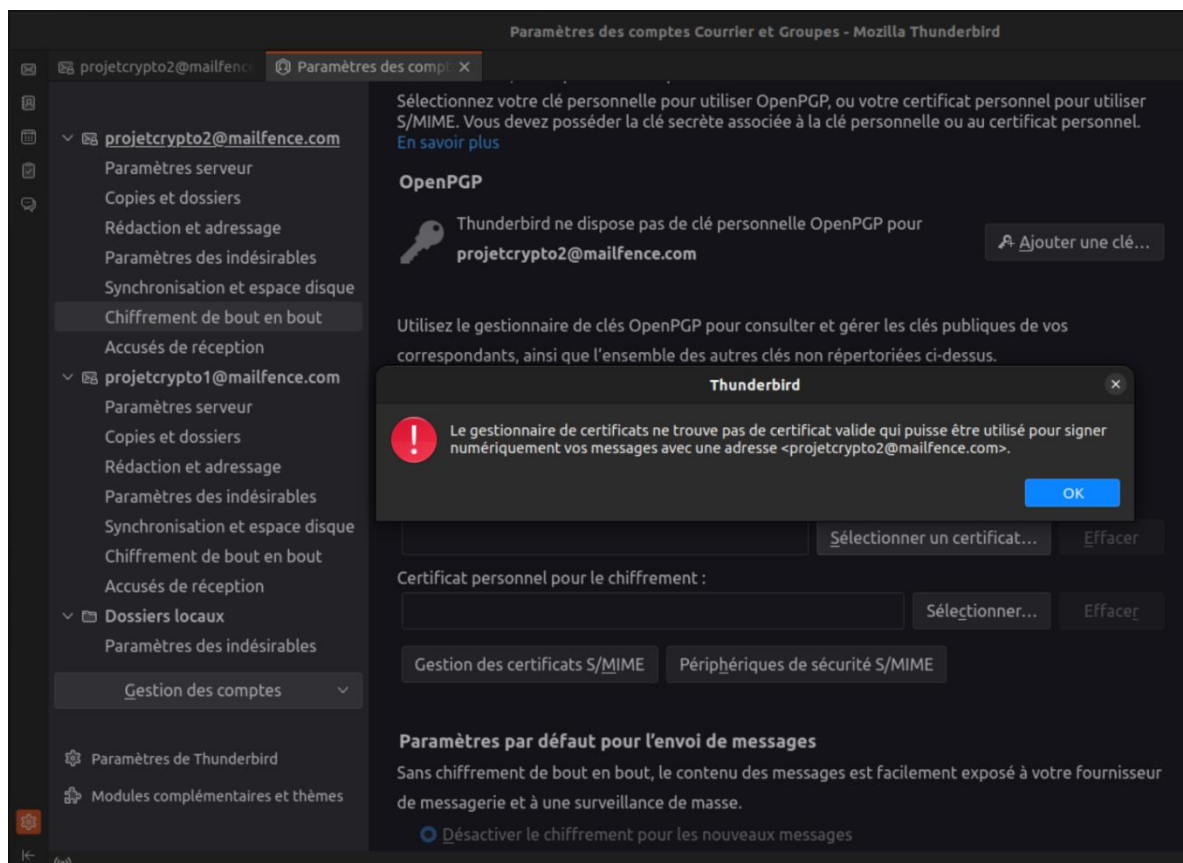 Paramètres des comptes Courrier et Groupes - Mozilla Thunderbird
projetcrypto2@mailfence
Paramètres des compt
projetcrypto2@mailfence.com
Paramètres serveur
Copies et dossiers
Rédaction et adressage
Paramètres des indésirables
Synchronisation et espace disque
Chiffrement de bout en bout
Accusés de réception
projetcrypto1@mailfence.com
Paramètres serveur
Copies et dossiers
Rédaction et adressage
Paramètres des indésirables
Synchronisation et espace disque
Chiffrement de bout en bout
Accusés de réception
Dossiers locaux
Paramètres des indésirables
Gestion des comptes
Paramètres de Thunderbird
Modules complémentaires et thèmes
Sélectionnez votre clé personnelle pour utiliser OpenPGP, ou votre certificat personnel pour utiliser
S/MIME. Vous devez posséder la clé secrète associée à la clé personnelle ou au certificat personnel.
En savoir plus
OpenPGP
Thunderbird ne dispose pas de clé personnelle OpenPGP pour
projetcrypto2@mailfence.com
Ajouter une clé…
Utilisez le gestionnaire de clés OpenPGP pour consulter et gérer les clés publiques de vos
correspondants, ainsi que l’ensemble des autres clés non répertoriées ci-dessus.
Thunderbird
Le gestionnaire de certificats ne trouve pas de certificat valide qui puisse être utilisé pour signer
numériquement vos messages avec une adresse <projetcrypto2@mailfence.com>.
OK
Sélectionner un certificat…
Effacer
Certificat personnel pour le chiffrement :
Sélectionner…
Effacer
Gestion des certificats S/MIME
Périphériques de sécurité S/MIME
Paramètres par défaut pour l’envoi de messages
Sans chiffrement de bout en bout, le contenu des messages est facilement exposé à votre fournisseur
de messagerie et à une surveillance de masse.
Désactiver le chiffrement pour les nouveaux messages